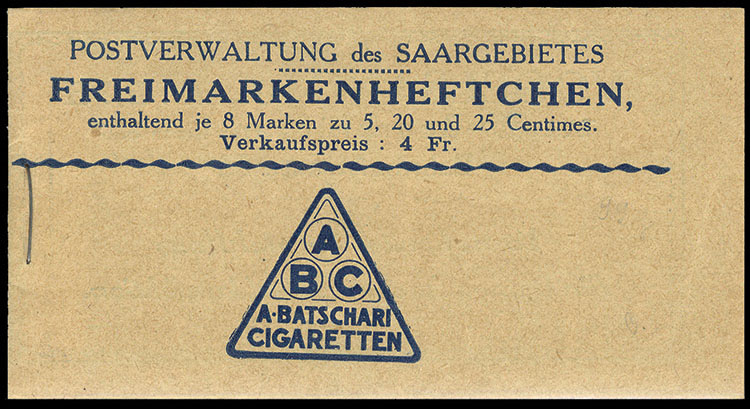 POSTVERWALTUNG des SAARGEBIETES
FREIMARKENHEFTCHEN,
enthaltend je 8 Marken zu 5, 20 und 25 Centimes.
Verkaufspreis : 4 Fr.
A
B C
A·BATSCHARI
CIGARETTEN